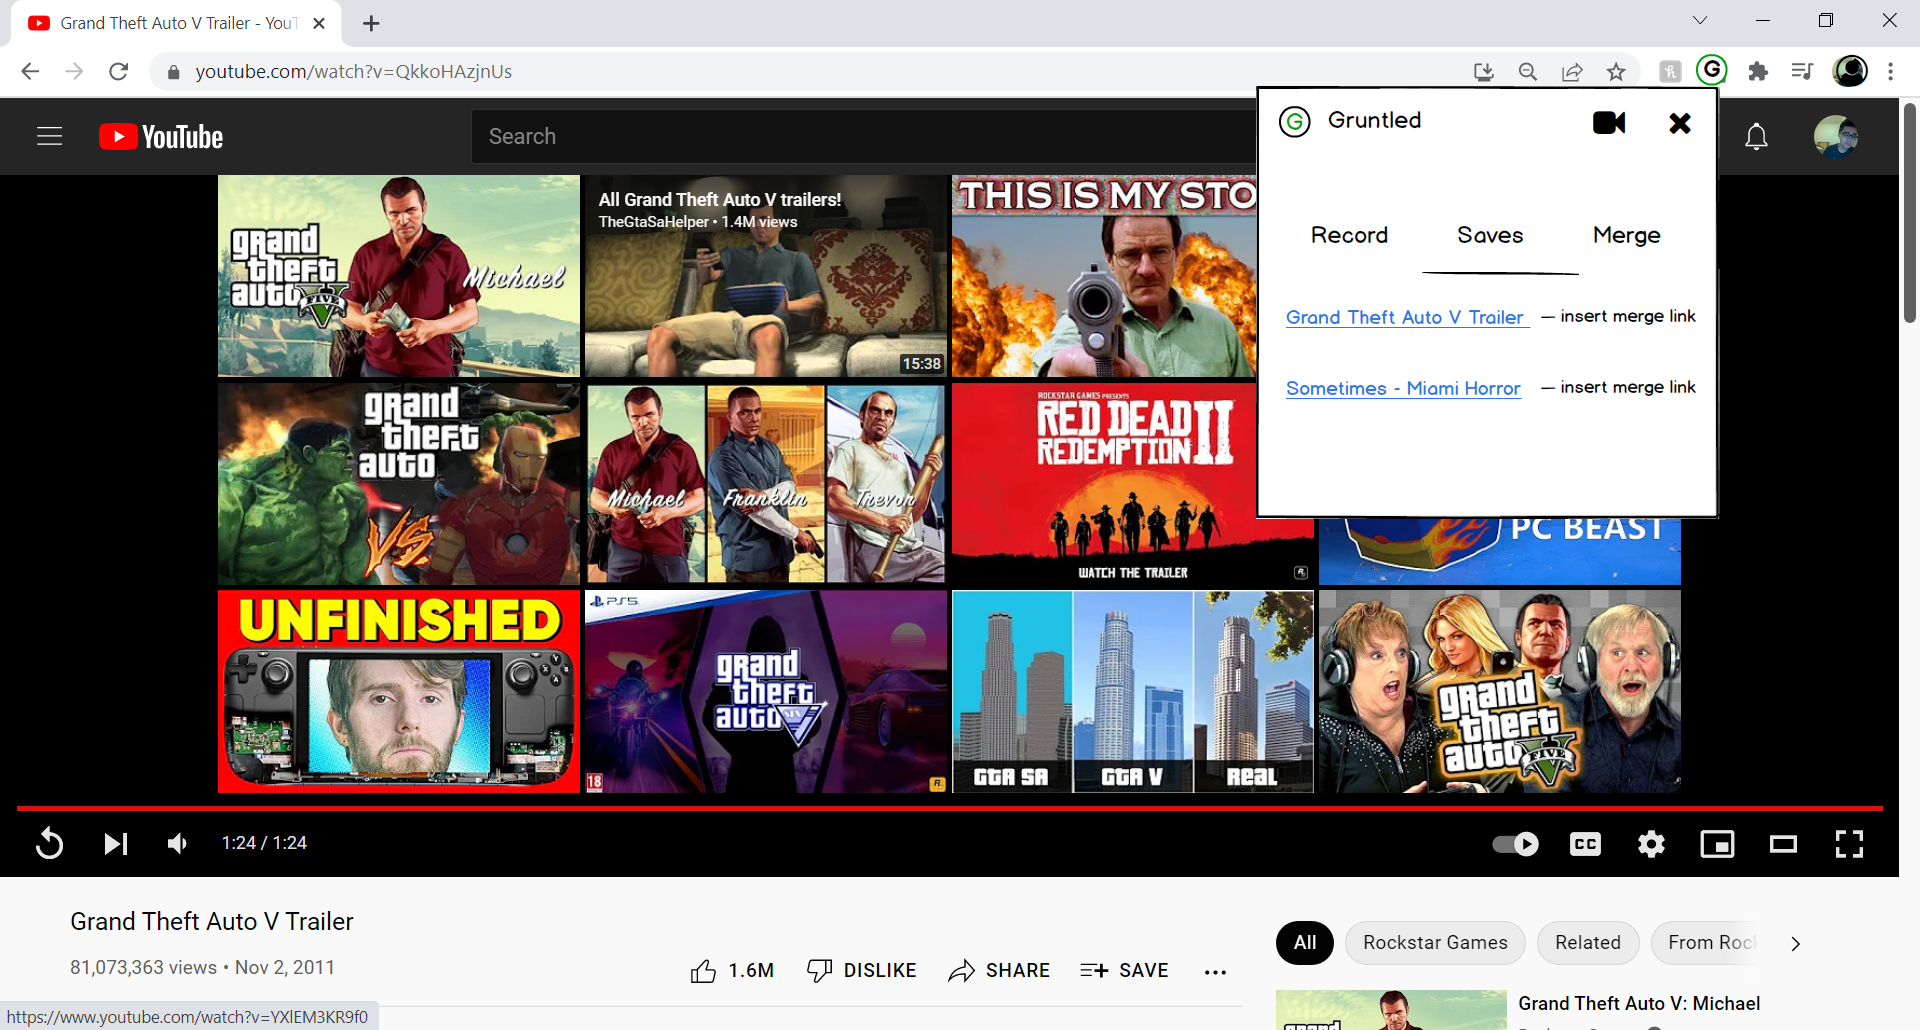 Grand Theft Auto V Trailer - YouT
youtube.com/watch?v=QkkoHAzjnUs
YouTube
Search
G Gruntled
Record Saves Merge
Grand Theft Auto V Trailer — insert merge link
Sometimes - Miami Horror — insert merge link
grand
theft
auto
FIVE
Michael
All Grand Theft Auto V trailers!
TheGtaSaHelper • 1.4M views
15:38
THIS IS MY STO
grand
theft
auto
VS
Michael Franklin Trevor
ROCKSTAR GAMES PRESENTS
RED DEAD
REDEMPTION II
WATCH THE TRAILER
PC BEAST
UNFINISHED
PS5
grand
theft
auto
SIX
18
GTA SA GTA V REAL
grand
theft
auto
FIVE
1:24 / 1:24
CC
Grand Theft Auto V Trailer
81,073,363 views • Nov 2, 2011
1.6M DISLIKE SHARE SAVE
All Rockstar Games Related From Roc
Grand Theft Auto V: Michael
https://www.youtube.com/watch?v=YXlEM3KR9f0